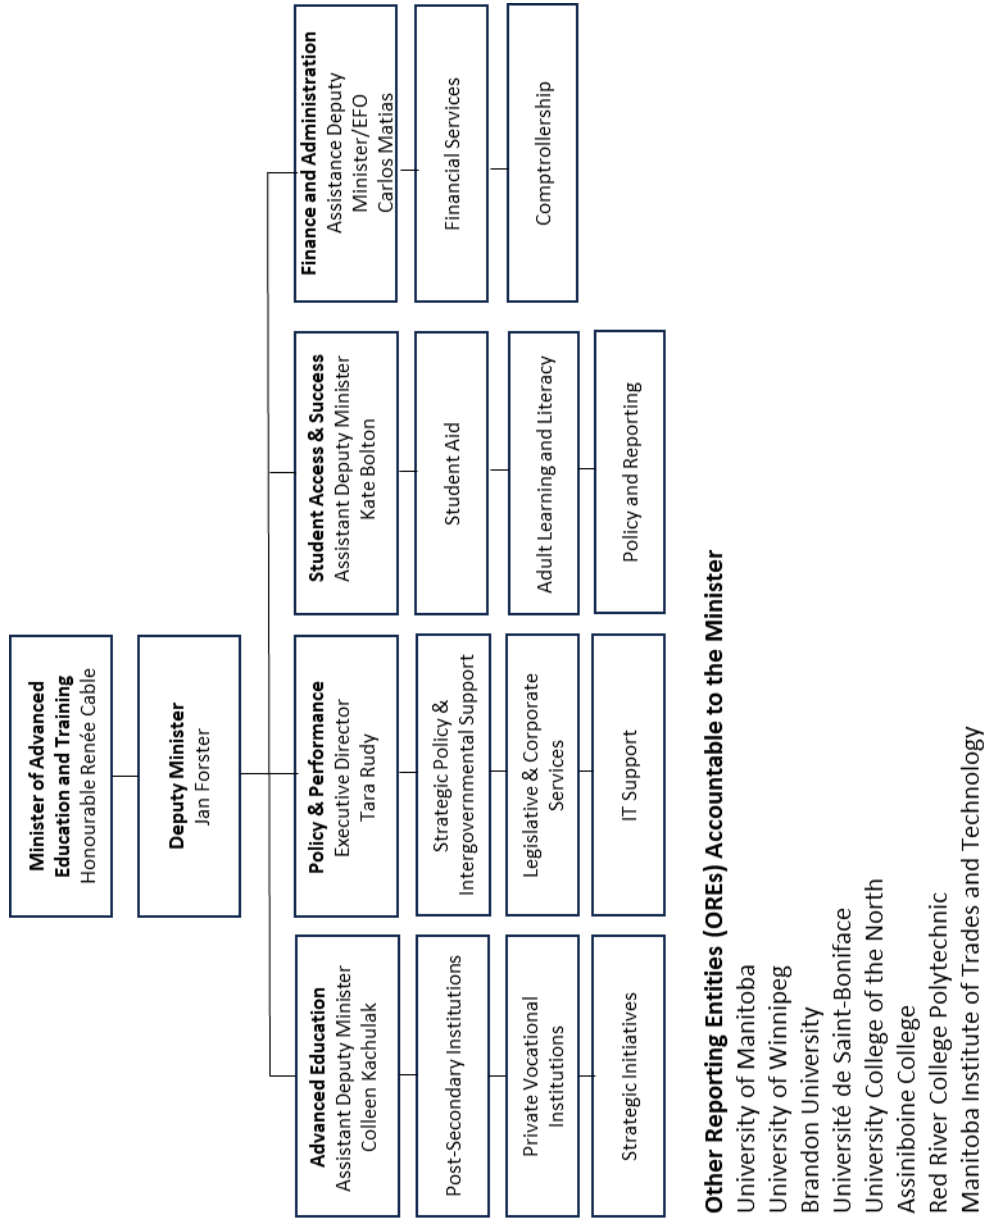 Minister of Advanced
Education and Training
Honourable Renée Cable
Deputy Minister
Jan Forster
Advanced Education
Assistant Deputy Minister
Colleen Kachulak
Post-Secondary Institutions
Private Vocational
Institutions
Strategic Initiatives
Policy & Performance
Executive Director
Tara Rudy
Strategic Policy &
Intergovernmental Support
Legislative & Corporate
Services
IT Support
Student Access & Success
Assistant Deputy Minister
Kate Bolton
Student Aid
Adult Learning and Literacy
Policy and Reporting
Finance and Administration
Assistance Deputy
Minister/EFO
Carlos Matias
Financial Services
Comptrollership
Other Reporting Entities (OREs) Accountable to the Minister
University of Manitoba
University of Winnipeg
Brandon University
Université de Saint-Boniface
University College of the North
Assiniboine College
Red River College Polytechnic
Manitoba Institute of Trades and Technology